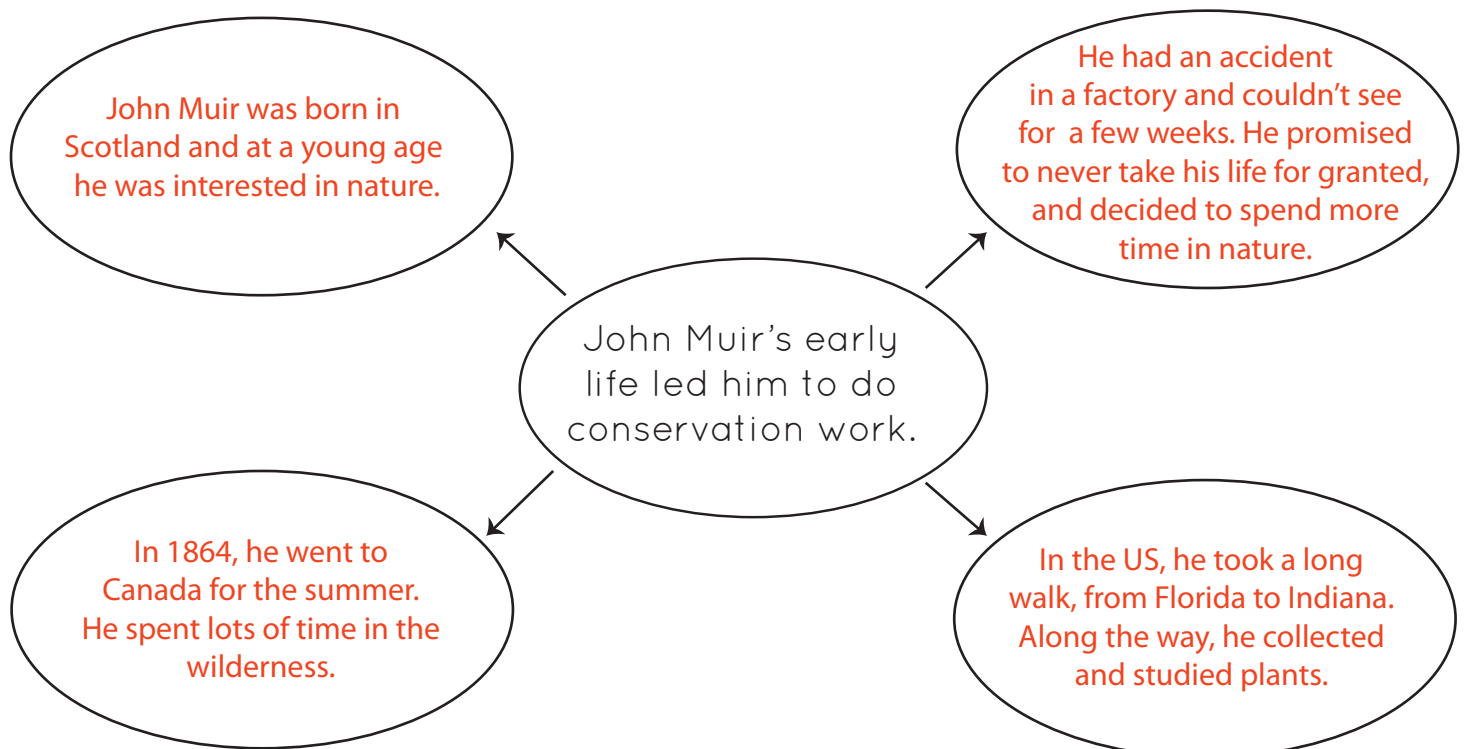 John Muir was born in
Scotland and at a young age
he was interested in nature.
He had an accident
in a factory and couldn't see
for a few weeks. He promised
to never take his life for granted,
and decided to spend more
time in nature.
John Muir's early
life led him to do
conservation work.
In 1864, he went to
Canada for the summer.
He spent lots of time in the
wilderness.
In the US, he took a long
walk, from Florida to Indiana.
Along the way, he collected
and studied plants.